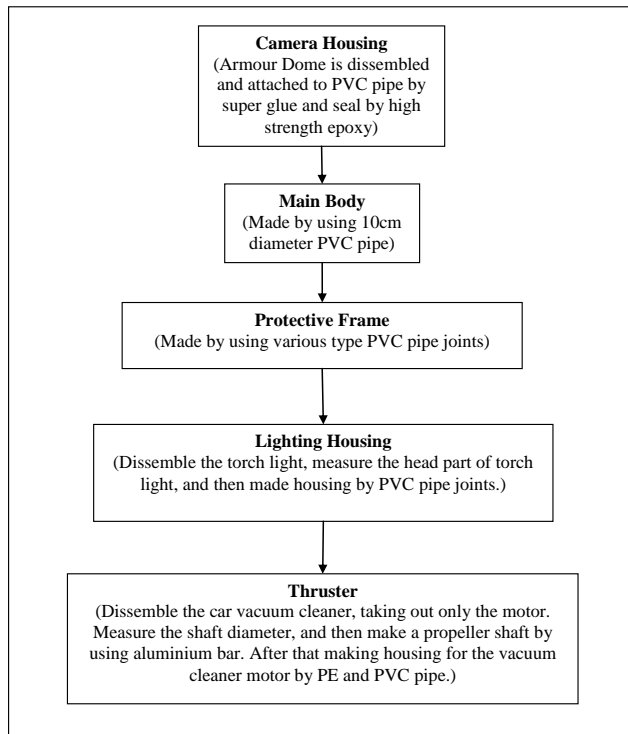 Camera Housing
(Armour Dome is dissembled
and attached to PVC pipe by
super glue and seal by high
strength epoxy)
Main Body
(Made by using 10cm
diameter PVC pipe)
Protective Frame
(Made by using various type PVC pipe joints)
Lighting Housing
(Dissemble the torch light, measure the head part of torch
light, and then made housing by PVC pipe joints.)
Thruster
(Dissemble the car vacuum cleaner, taking out only the motor.
Measure the shaft diameter, and then make a propeller shaft by
using aluminium bar. After that making housing for the vacuum
cleaner motor by PE and PVC pipe.)